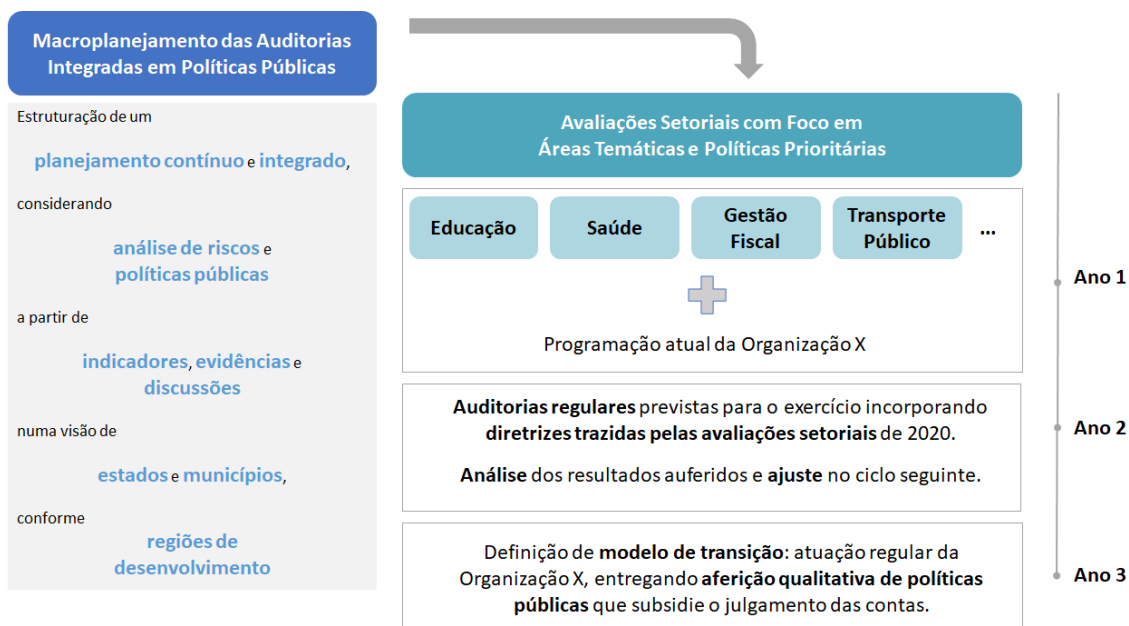 Macroplanejamento das Auditorias
Integradas em Políticas Públicas
Estruturação de um
planejamento contínuo e integrado,
considerando
análise de riscos e
políticas públicas
a partir de
indicadores, evidências e
discussões
numa visão de
estados e municípios,
conforme
regiões de
desenvolvimento
Avaliações Setoriais com Foco em
Áreas Temáticas e Políticas Prioritárias
Educação
Saúde
Gestão
Fiscal
Transporte
Público
...
Programação atual da Organização X
Ano 1
Auditorias regulares previstas para o exercício incorporando
diretrizes trazidas pelas avaliações setoriais de 2020.
Análise dos resultados auferidos e ajuste no ciclo seguinte.
Ano 2
Definição de modelo de transição: atuação regular da
Organização X, entregando aferição qualitativa de políticas
públicas que subsidie o julgamento das contas.
Ano 3